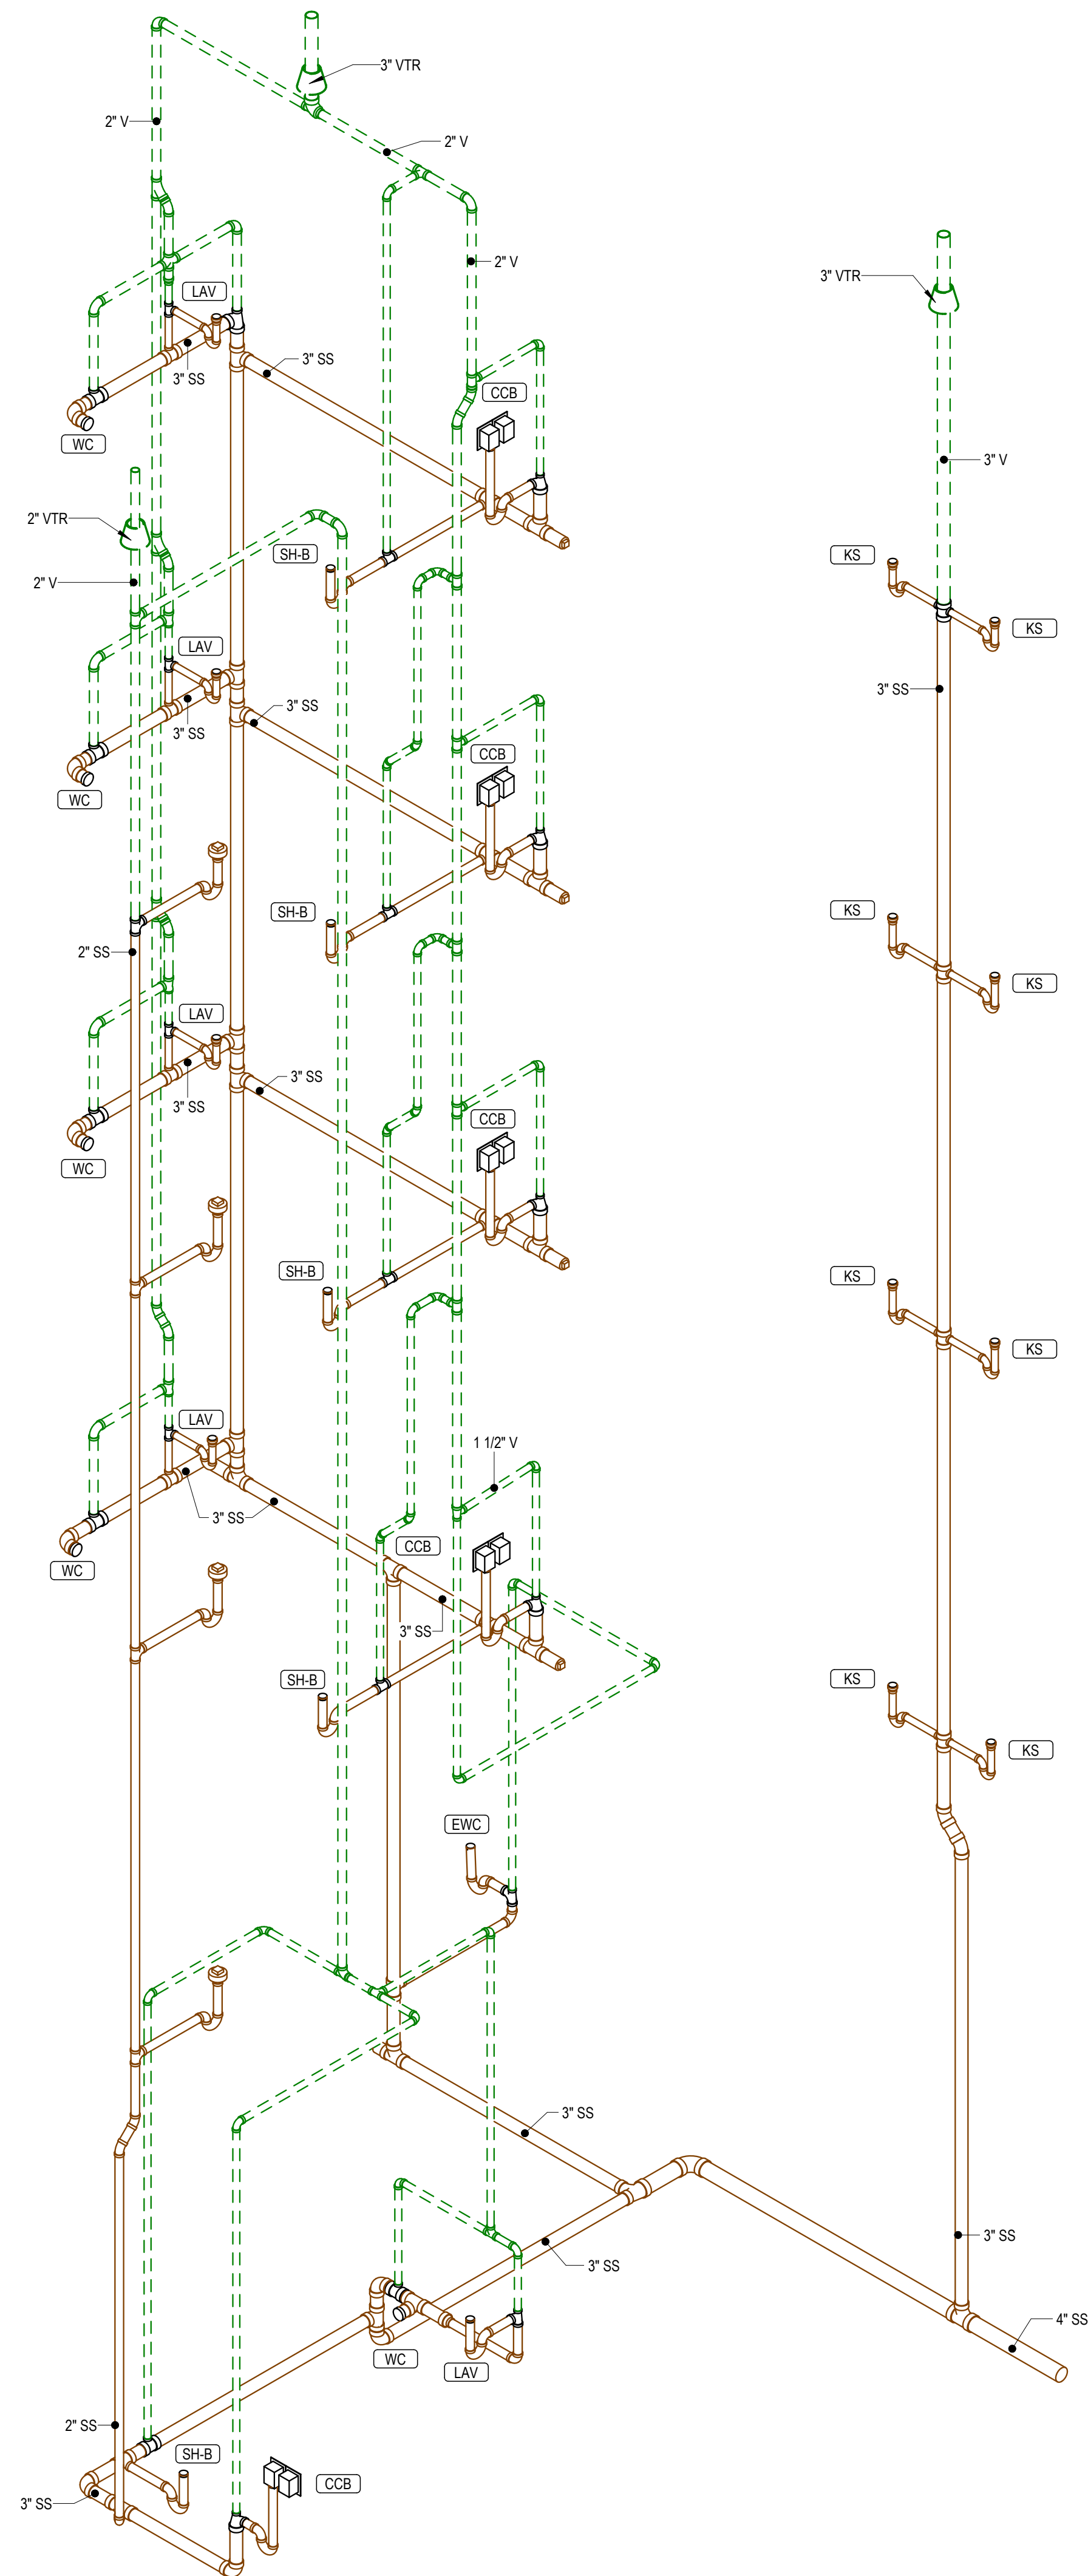 3" VTR
2" V
2" V
2" V
3" VTR
LAV
3" SS
3" SS
CCB
WC
3" V
2" VTR
SH-B
KS
2" V
KS
LAV
3" SS
3" SS
3" SS
CCB
WC
SH-B
KS
2" SS
KS
LAV
3" SS
3" SS
CCB
WC
SH-B
KS
KS
LAV
1 1/2" V
3" SS
CCB
WC
3" SS
SH-B
KS
KS
EWC
3" SS
3" SS
3" SS
4" SS
WC
LAV
2" SS
SH-B
CCB
3" SS